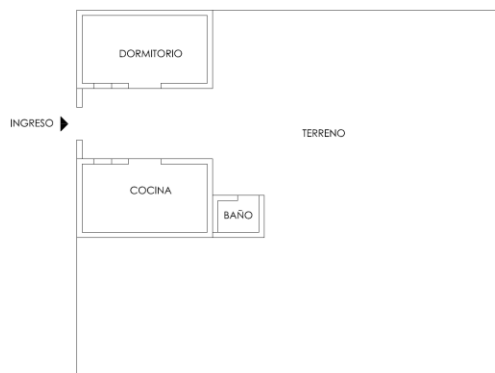 DORMITORIO
INGRESO
TERRENO
COCINA
BAÑO